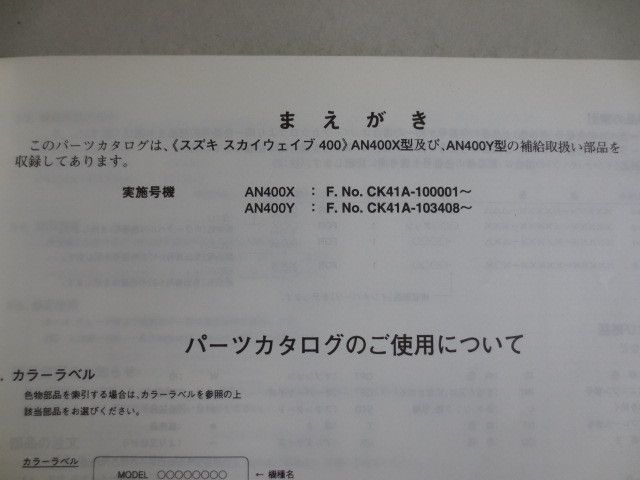 まえがき
このパーツカタログは、《スズキ スカイウェイブ 400》AN400X型及び、AN400Y型の補給取扱い部品を
収録してあります。
実施号機 AN400X : F. No. CK41A-100001～
AN400Y : F. No. CK41A-103408～
パーツカタログのご使用について
. カラーラベル
色物部品を索引する場合は、カラーラベルを参照の上
該当部品をお選びください。
カラーラベル
MODEL ○○○○○○○○ ← 機種名